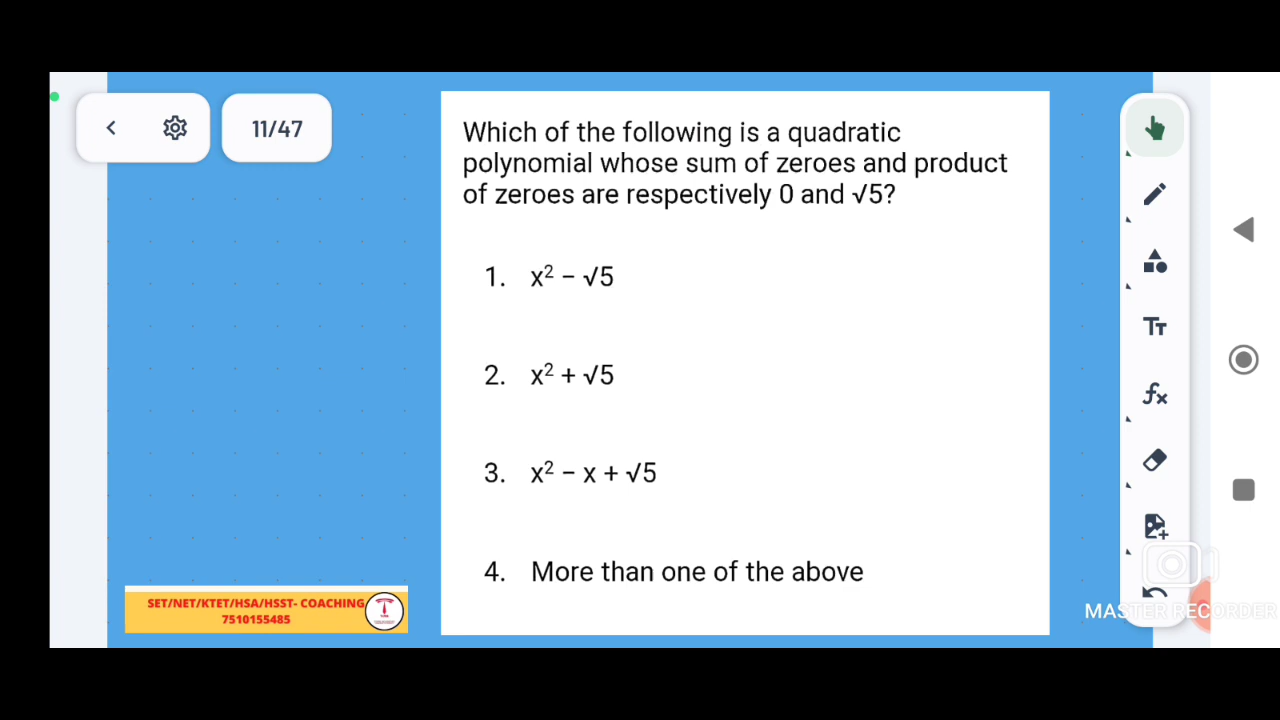 11/47
Which of the following is a quadratic
polynomial whose sum of zeroes and product
of zeroes are respectively 0 and √5?
1. x² − √5
2. x² + √5
3. x² − x + √5
4. More than one of the above
Tт
fx
SET/NET/KTET/HSA/HSST- COACHING
7510155485
MASTER RECORDER